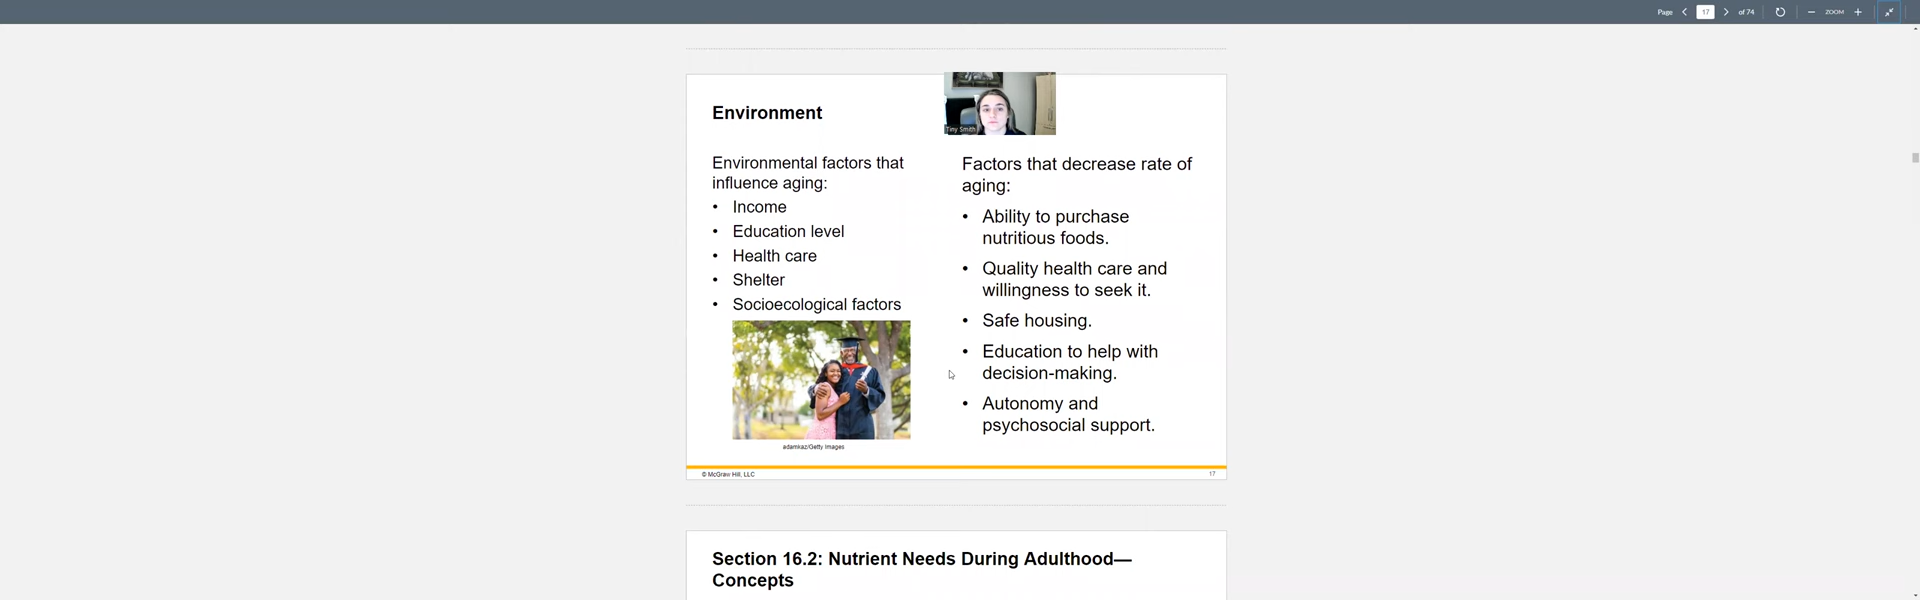 Page 17 of 74 ZOOM
Environment
Tiny Smith
Environmental factors that
influence aging:
• Income
• Education level
• Health care
• Shelter
• Socioecological factors
adamkaz/Getty Images
Factors that decrease rate of
aging:
• Ability to purchase
nutritious foods.
• Quality health care and
willingness to seek it.
• Safe housing.
• Education to help with
decision-making.
• Autonomy and
psychosocial support.
© McGraw Hill, LLC
17
Section 16.2: Nutrient Needs During Adulthood—
Concepts